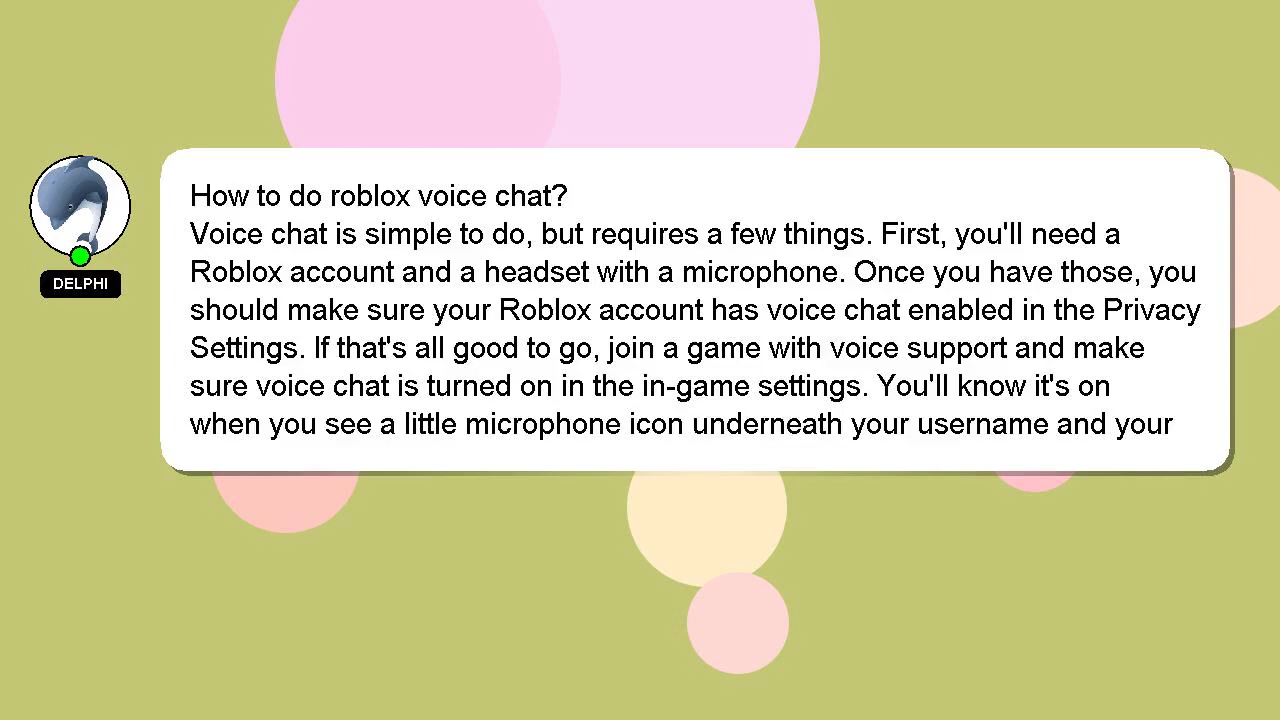 How to do roblox voice chat?
Voice chat is simple to do, but requires a few things. First, you'll need a
Roblox account and a headset with a microphone. Once you have those, you
should make sure your Roblox account has voice chat enabled in the Privacy
Settings. If that's all good to go, join a game with voice support and make
sure voice chat is turned on in the in-game settings. You'll know it's on
when you see a little microphone icon underneath your username and your
DELPHI